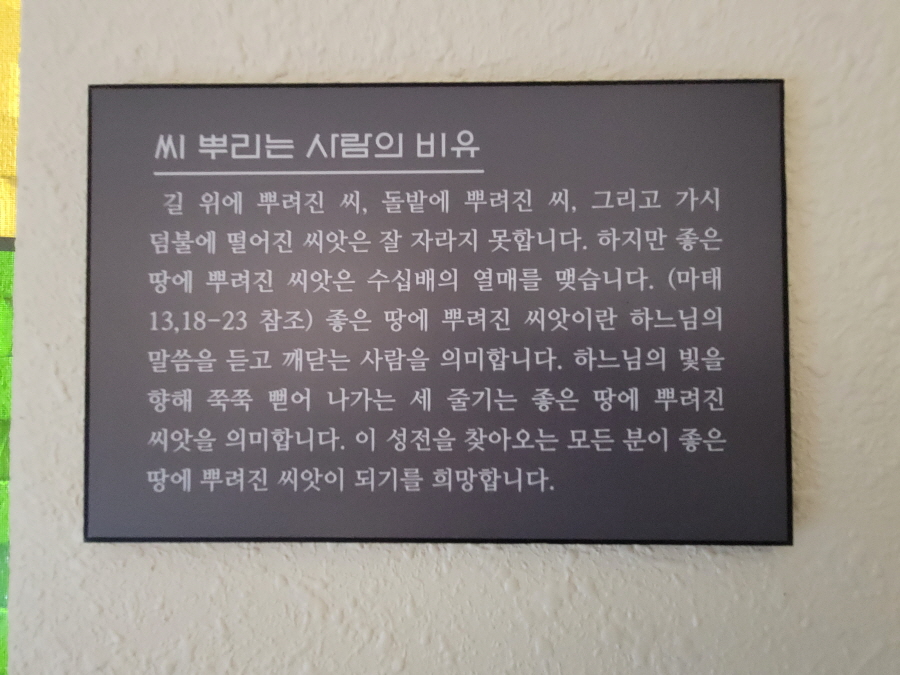 씨 뿌리는 사람의 비유
길 위에 뿌려진 씨, 돌밭에 뿌려진 씨, 그리고 가시
덤불에 떨어진 씨앗은 잘 자라지 못합니다. 하지만 좋은
땅에 뿌려진 씨앗은 수십배의 열매를 맺습니다. (마태
13,18-23 참조) 좋은 땅에 뿌려진 씨앗이란 하느님의
말씀을 듣고 깨닫는 사람을 의미합니다. 하느님의 빛을
향해 쭉쭉 뻗어 나가는 세 줄기는 좋은 땅에 뿌려진
씨앗을 의미합니다. 이 성전을 찾아오는 모든 분이 좋은
땅에 뿌려진 씨앗이 되기를 희망합니다.